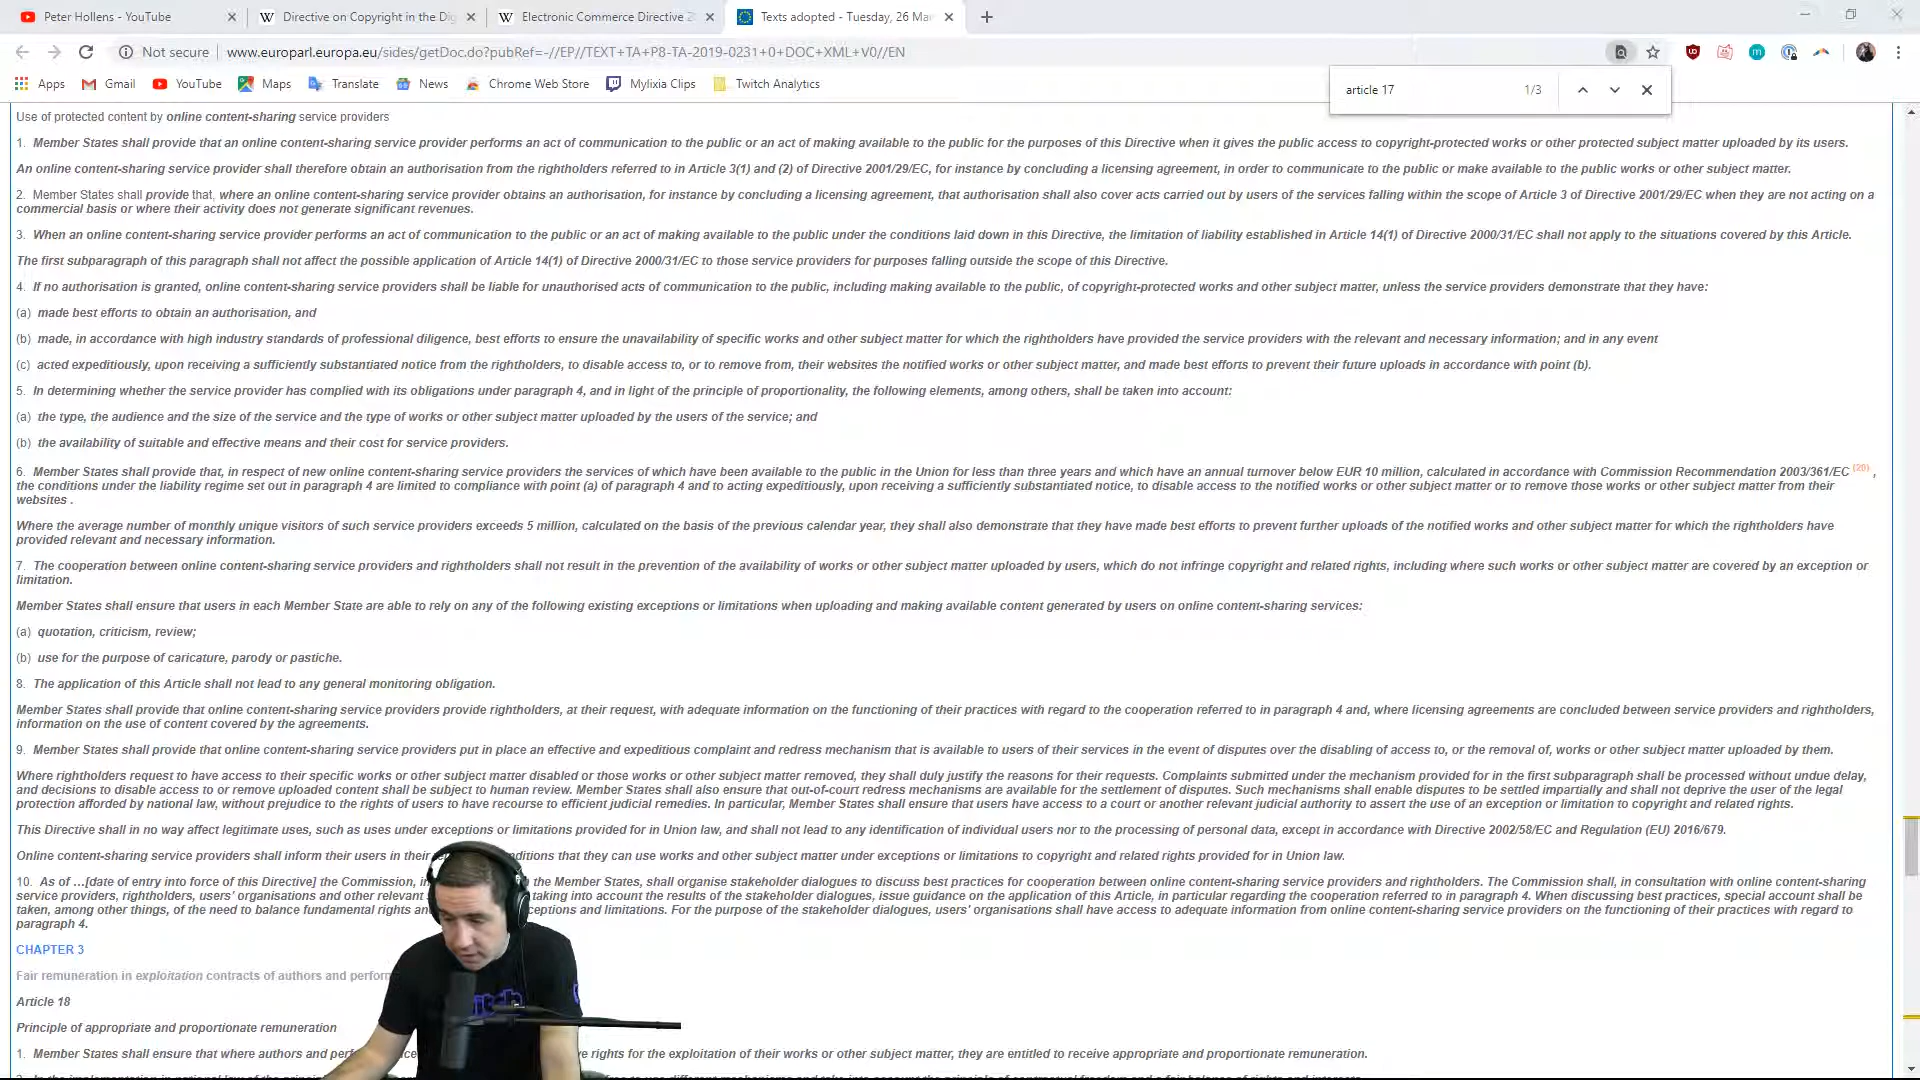 Peter Hollens - YouTube
Directive on Copyright in the Dig
Electronic Commerce Directive 2
Texts adopted - Tuesday, 26 Mar
Not secure
www.europarl.europa.eu/sides/getDoc.do?pubRef=-//EP//TEXT+TA+P8-TA-2019-0231+0+DOC+XML+V0//EN
Apps
Gmail
YouTube
Maps
Translate
News
Chrome Web Store
Mylixia Clips
Twitch Analytics
article 17
1/3
Use of protected content by online content-sharing service providers
1. Member States shall provide that an online content-sharing service provider performs an act of communication to the public or an act of making available to the public for the purposes of this Directive when it gives the public access to copyright-protected works or other protected subject matter uploaded by its users.
An online content-sharing service provider shall therefore obtain an authorisation from the rightholders referred to in Article 3(1) and (2) of Directive 2001/29/EC, for instance by concluding a licensing agreement, in order to communicate to the public or make available to the public works or other subject matter.
2. Member States shall provide that, where an online content-sharing service provider obtains an authorisation, for instance by concluding a licensing agreement, that authorisation shall also cover acts carried out by users of the services falling within the scope of Article 3 of Directive 2001/29/EC when they are not acting on a
commercial basis or where their activity does not generate significant revenues.
3. When an online content-sharing service provider performs an act of communication to the public or an act of making available to the public under the conditions laid down in this Directive, the limitation of liability established in Article 14(1) of Directive 2000/31/EC shall not apply to the situations covered by this Article.
The first subparagraph of this paragraph shall not affect the possible application of Article 14(1) of Directive 2000/31/EC to those service providers for purposes falling outside the scope of this Directive.
4. If no authorisation is granted, online content-sharing service providers shall be liable for unauthorised acts of communication to the public, including making available to the public, of copyright-protected works and other subject matter, unless the service providers demonstrate that they have:
(a) made best efforts to obtain an authorisation, and
(b) made, in accordance with high industry standards of professional diligence, best efforts to ensure the unavailability of specific works and other subject matter for which the rightholders have provided the service providers with the relevant and necessary information; and in any event
(c) acted expeditiously, upon receiving a sufficiently substantiated notice from the rightholders, to disable access to, or to remove from, their websites the notified works or other subject matter, and made best efforts to prevent their future uploads in accordance with point (b).
5. In determining whether the service provider has complied with its obligations under paragraph 4, and in light of the principle of proportionality, the following elements, among others, shall be taken into account:
(a) the type, the audience and the size of the service and the type of works or other subject matter uploaded by the users of the service; and
(b) the availability of suitable and effective means and their cost for service providers.
6. Member States shall provide that, in respect of new online content-sharing service providers the services of which have been available to the public in the Union for less than three years and which have an annual turnover below EUR 10 million, calculated in accordance with Commission Recommendation 2003/361/EC (20) ,
the conditions under the liability regime set out in paragraph 4 are limited to compliance with point (a) of paragraph 4 and to acting expeditiously, upon receiving a sufficiently substantiated notice, to disable access to the notified works or other subject matter or to remove those works or other subject matter from their
websites .
Where the average number of monthly unique visitors of such service providers exceeds 5 million, calculated on the basis of the previous calendar year, they shall also demonstrate that they have made best efforts to prevent further uploads of the notified works and other subject matter for which the rightholders have
provided relevant and necessary information.
7. The cooperation between online content-sharing service providers and rightholders shall not result in the prevention of the availability of works or other subject matter uploaded by users, which do not infringe copyright and related rights, including where such works or other subject matter are covered by an exception or
limitation.
Member States shall ensure that users in each Member State are able to rely on any of the following existing exceptions or limitations when uploading and making available content generated by users on online content-sharing services:
(a) quotation, criticism, review;
(b) use for the purpose of caricature, parody or pastiche.
8. The application of this Article shall not lead to any general monitoring obligation.
Member States shall provide that online content-sharing service providers provide rightholders, at their request, with adequate information on the functioning of their practices with regard to the cooperation referred to in paragraph 4 and, where licensing agreements are concluded between service providers and rightholders,
information on the use of content covered by the agreements.
9. Member States shall provide that online content-sharing service providers put in place an effective and expeditious complaint and redress mechanism that is available to users of their services in the event of disputes over the disabling of access to, or the removal of, works or other subject matter uploaded by them.
Where rightholders request to have access to their specific works or other subject matter disabled or those works or other subject matter removed, they shall duly justify the reasons for their requests. Complaints submitted under the mechanism provided for in the first subparagraph shall be processed without undue delay,
and decisions to disable access to or remove uploaded content shall be subject to human review. Member States shall also ensure that out-of-court redress mechanisms are available for the settlement of disputes. Such mechanisms shall enable disputes to be settled impartially and shall not deprive the user of the legal
protection afforded by national law, without prejudice to the rights of users to have recourse to efficient judicial remedies. In particular, Member States shall ensure that users have access to a court or another relevant judicial authority to assert the use of an exception or limitation to copyright and related rights.
This Directive shall in no way affect legitimate uses, such as uses under exceptions or limitations provided for in Union law, and shall not lead to any identification of individual users nor to the processing of personal data, except in accordance with Directive 2002/58/EC and Regulation (EU) 2016/679.
Online content-sharing service providers shall inform their users in their onditions that they can use works and other subject matter under exceptions or limitations to copyright and related rights provided for in Union law.
10. As of ...[date of entry into force of this Directive] the Commission, in the Member States, shall organise stakeholder dialogues to discuss best practices for cooperation between online content-sharing service providers and rightholders. The Commission shall, in consultation with online content-sharing
service providers, rightholders, users' organisations and other relevant taking into account the results of the stakeholder dialogues, issue guidance on the application of this Article, in particular regarding the cooperation referred to in paragraph 4. When discussing best practices, special account shall be
taken, among other things, of the need to balance fundamental rights an ceptions and limitations. For the purpose of the stakeholder dialogues, users' organisations shall have access to adequate information from online content-sharing service providers on the functioning of their practices with regard to
paragraph 4.
CHAPTER 3
Fair remuneration in exploitation contracts of authors and perform
Article 18
Principle of appropriate and proportionate remuneration
1. Member States shall ensure that where authors and perf ve rights for the exploitation of their works or other subject matter, they are entitled to receive appropriate and proportionate remuneration.